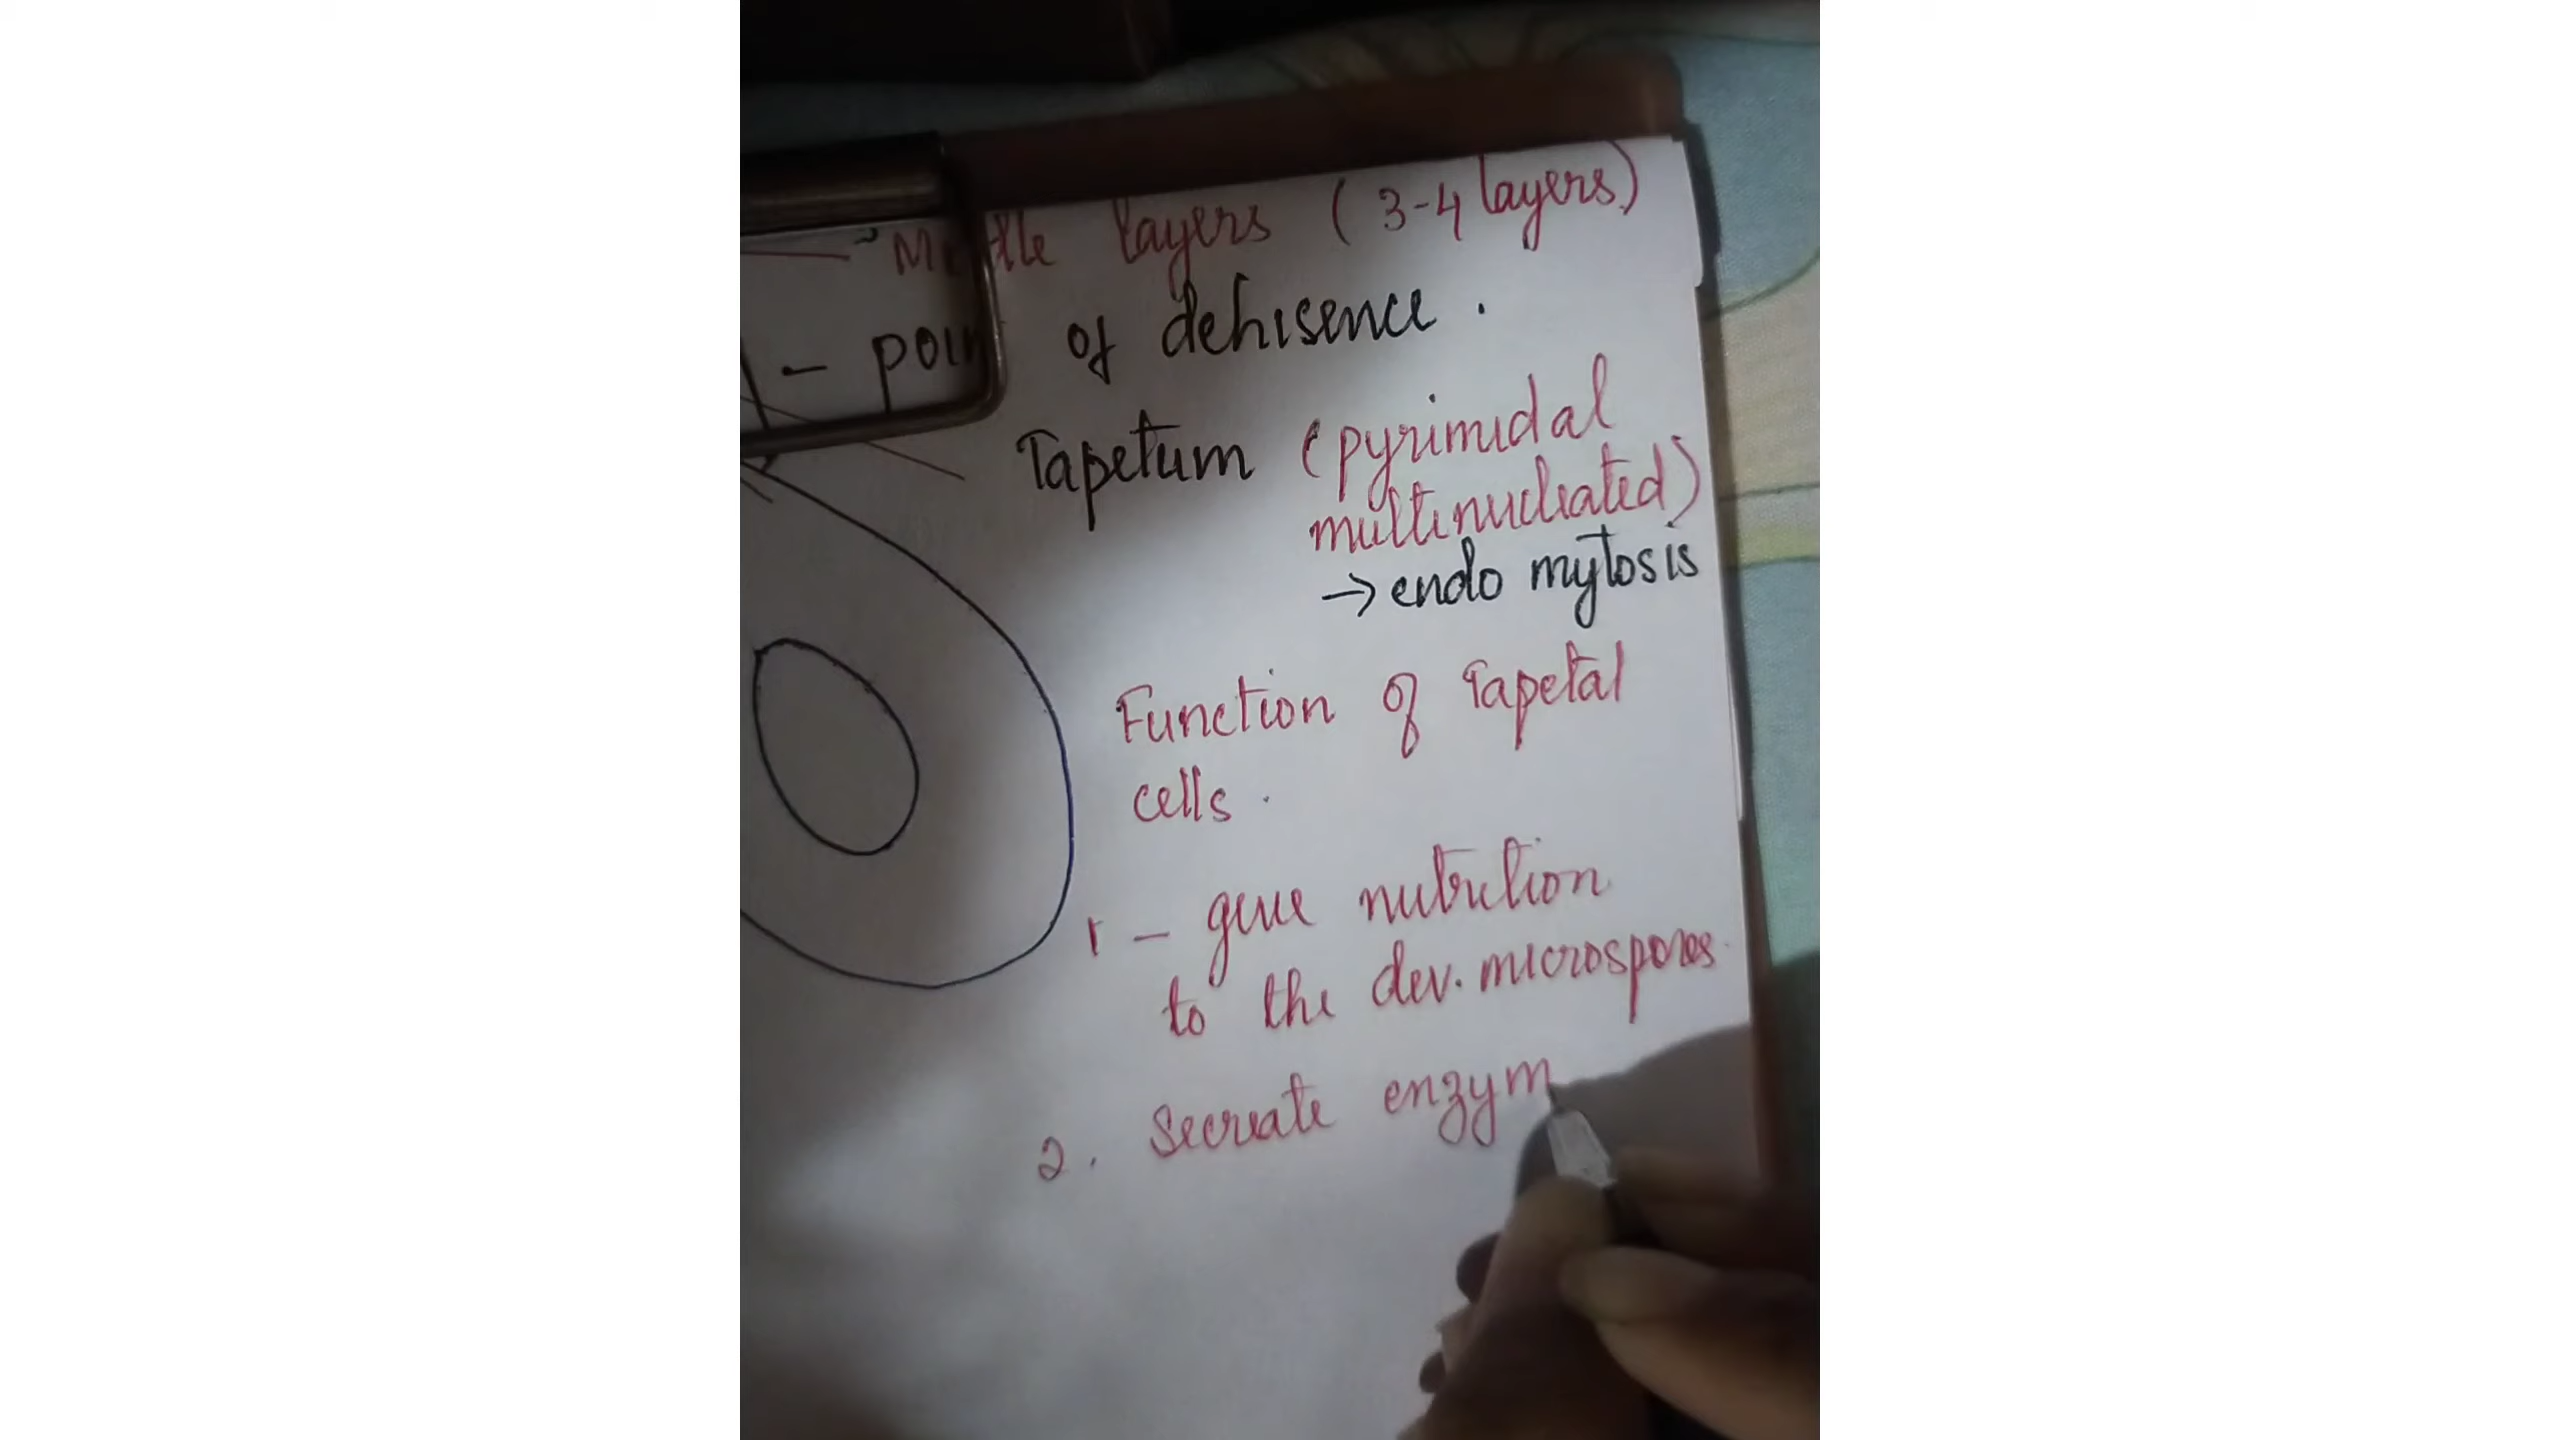 Middle layers (3-4 layers)
- point of dehisence.
Tapetum (pyrimidal
multinucliated)
→ endo mytosis
Function of Tapetal
cells.
1 - give nutrition
to the dev. microspores.
2. Secreate enzym